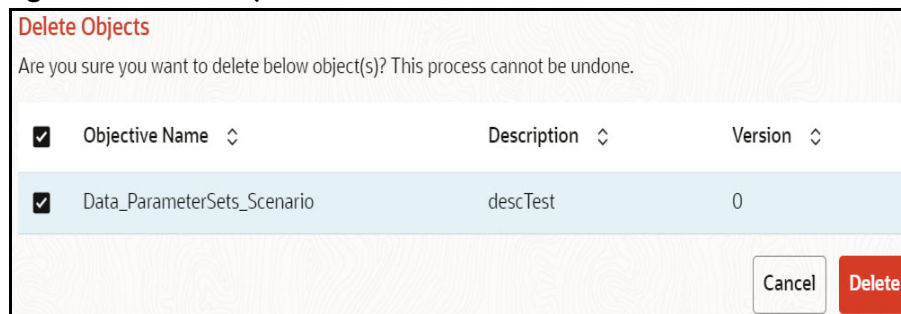 Delete Objects
Are you sure you want to delete below object(s)? This process cannot be undone.
Objective Name Description Version
Data_ParameterSets_Scenario descTest 0
Cancel Delete